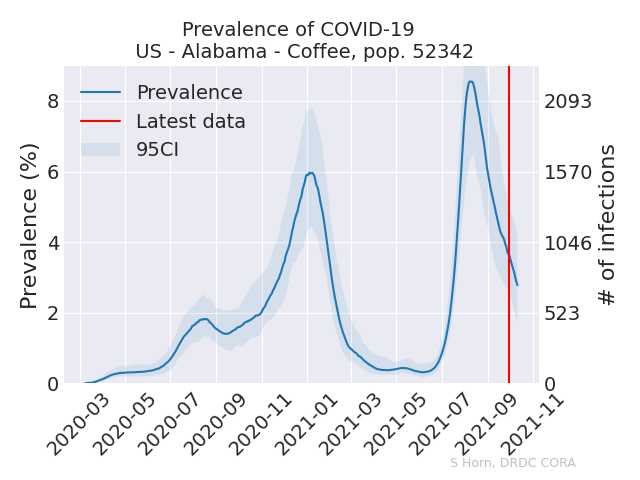 Prevalence of COVID-19
US - Alabama - Coffee, pop. 52342
Prevalence
Latest data
95CI
Prevalence (%)
8
6
4
2
0
2093
1570
1046
523
0
# of infections
2020-03
2020-05
2020-07
2020-09
2020-11
2021-01
2021-03
2021-05
2021-07
2021-09
2021-11
S Horn, DRDC CORA